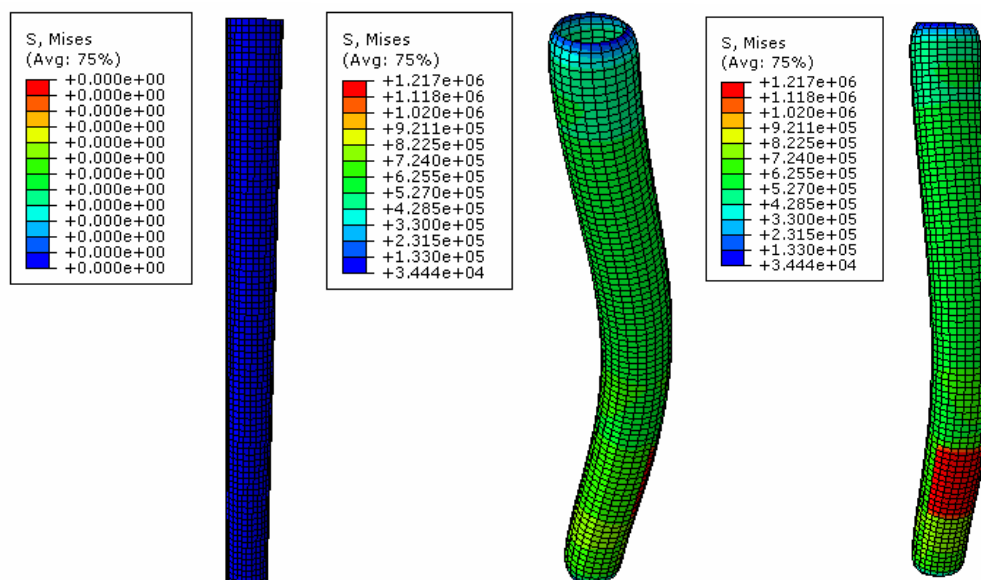 S, Mises
(Avg: 75%)
+0.000e+00
+0.000e+00
+0.000e+00
+0.000e+00
+0.000e+00
+0.000e+00
+0.000e+00
+0.000e+00
+0.000e+00
+0.000e+00
+0.000e+00
+0.000e+00
+0.000e+00
S, Mises
(Avg: 75%)
+1.217e+06
+1.118e+06
+1.020e+06
+9.211e+05
+8.225e+05
+7.240e+05
+6.255e+05
+5.270e+05
+4.285e+05
+3.300e+05
+2.315e+05
+1.330e+05
+3.444e+04
S, Mises
(Avg: 75%)
+1.217e+06
+1.118e+06
+1.020e+06
+9.211e+05
+8.225e+05
+7.240e+05
+6.255e+05
+5.270e+05
+4.285e+05
+3.300e+05
+2.315e+05
+1.330e+05
+3.444e+04